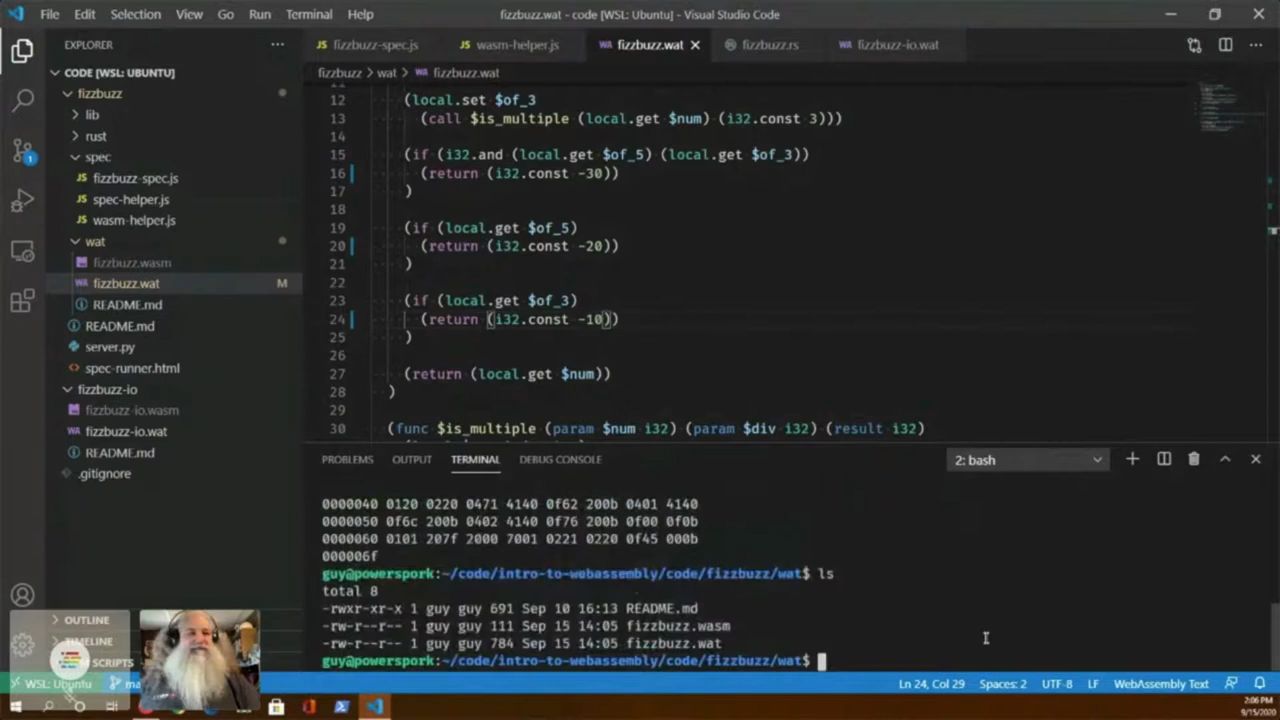 File Edit Selection View Go Run Terminal Help fizzbuzz.wat - code [WSL: Ubuntu] - Visual Studio Code
EXPLORER
CODE [WSL: UBUNTU]
fizzbuzz
lib
rust
spec
fizzbuzz-spec.js
spec-helper.js
wasm-helper.js
wat
fizzbuzz.wasm
fizzbuzz.wat M
README.md
README.md
server.py
spec-runner.html
fizzbuzz-io
fizzbuzz-io.wasm
fizzbuzz-io.wat
README.md
.gitignore
OUTLINE
TIMELINE
SCRIPTS
fizzbuzz-spec.js wasm-helper.js fizzbuzz.wat fizzbuzz.rs fizzbuzz-io.wat
fizzbuzz > wat > fizzbuzz.wat
12 (local.set $of_3
13 (call $is_multiple (local.get $num) (i32.const 3)))
14
15 (if (i32.and (local.get $of_5) (local.get $of_3))
16 (return (i32.const -30))
17 )
18
19 (if (local.get $of_5)
20 (return (i32.const -20))
21 )
22
23 (if (local.get $of_3)
24 (return (i32.const -10))
25 )
26
27 (return (local.get $num))
28 )
29
30 (func $is_multiple (param $num i32) (param $div i32) (result i32)
PROBLEMS OUTPUT TERMINAL DEBUG CONSOLE 2: bash
0000040 0120 0220 0471 4140 0f62 200b 0401 4140
0000050 0f6c 200b 0402 4140 0f76 200b 0f00 0f0b
0000060 0101 207f 2000 7001 0221 0220 0f45 000b
000006f
guy@powerspork:~/code/intro-to-webassembly/code/fizzbuzz/wat$ ls
total 8
-rwxr-xr-x 1 guy guy 691 Sep 10 16:13 README.md
-rw-r--r-- 1 guy guy 111 Sep 15 14:05 fizzbuzz.wasm
-rw-r--r-- 1 guy guy 784 Sep 15 14:05 fizzbuzz.wat
guy@powerspork:~/code/intro-to-webassembly/code/fizzbuzz/wat$
WSL: Ubuntu Ln 24, Col 29 Spaces: 2 UTF-8 LF WebAssembly Text
2:06 PM
9/15/2020